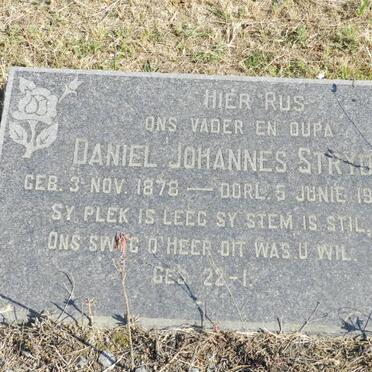 HIER RUS
ONS VADER EN OUPA
DANIEL JOHANNES
GEB. 3 NOV. 1878 — OORL. 5 JUNIE
SY PLEK IS LEEG SY STEM IS STIL,
ONS SWYG O' HEER DIT WAS U WIL.
GES. 22-1.